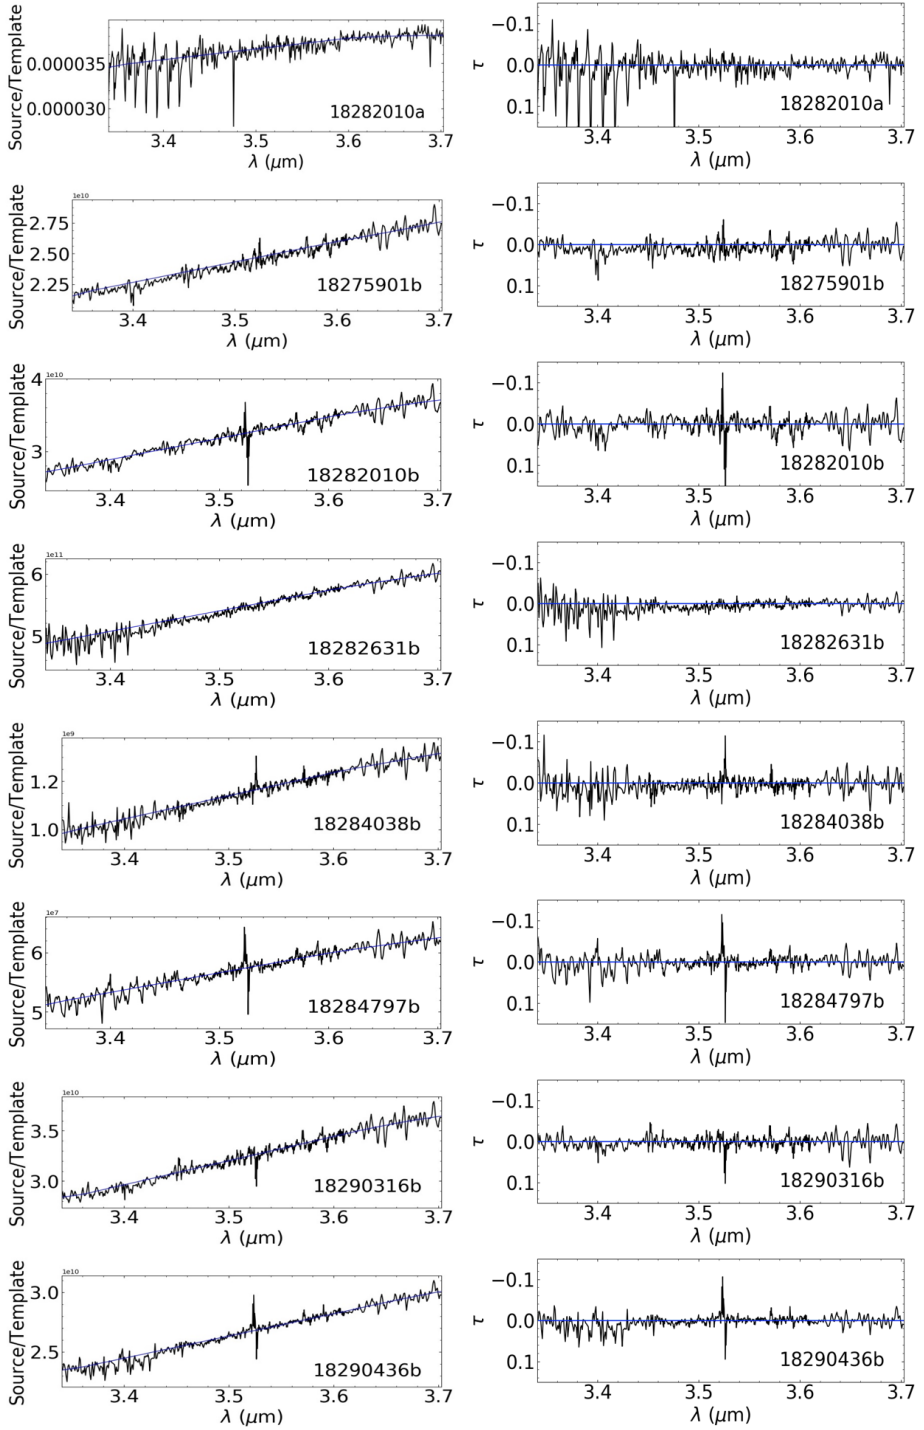 Source/Template
0.000035
0.000030
3.4 3.5 3.6 3.7
λ (μm)
18282010a
τ
−0.1
0.0
0.1
3.4 3.5 3.6 3.7
λ (μm)
18282010a
Source/Template
1e10
2.75
2.50
2.25
3.4 3.5 3.6 3.7
λ (μm)
18275901b
τ
−0.1
0.0
0.1
3.4 3.5 3.6 3.7
λ (μm)
18275901b
Source/Template
1e10
4
3
3.4 3.5 3.6 3.7
λ (μm)
18282010b
τ
−0.1
0.0
0.1
3.4 3.5 3.6 3.7
λ (μm)
18282010b
Source/Template
1e11
6
5
3.4 3.5 3.6 3.7
λ (μm)
18282631b
τ
−0.1
0.0
0.1
3.4 3.5 3.6 3.7
λ (μm)
18282631b
Source/Template
1e9
1.2
1.0
3.4 3.5 3.6 3.7
λ (μm)
18284038b
τ
−0.1
0.0
0.1
3.4 3.5 3.6 3.7
λ (μm)
18284038b
Source/Template
1e7
6
5
3.4 3.5 3.6 3.7
λ (μm)
18284797b
τ
−0.1
0.0
0.1
3.4 3.5 3.6 3.7
λ (μm)
18284797b
Source/Template
1e10
3.5
3.0
3.4 3.5 3.6 3.7
λ (μm)
18290316b
τ
−0.1
0.0
0.1
3.4 3.5 3.6 3.7
λ (μm)
18290316b
Source/Template
1e10
3.0
2.5
3.4 3.5 3.6 3.7
λ (μm)
18290436b
τ
−0.1
0.0
0.1
3.4 3.5 3.6 3.7
λ (μm)
18290436b